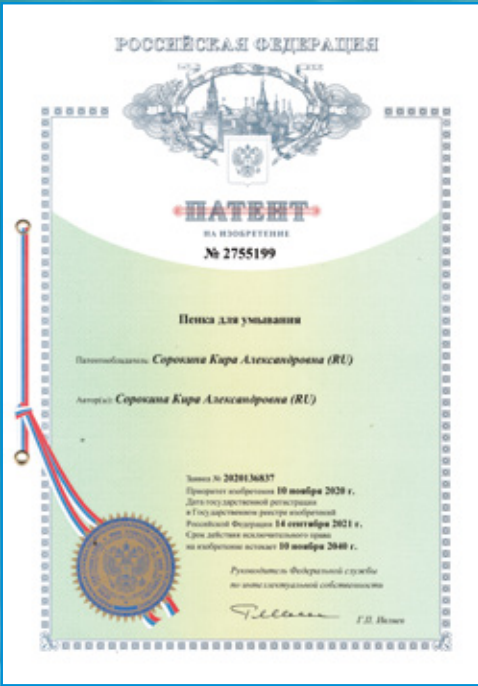 РОССИЙСКАЯ ФЕДЕРАЦИЯ
ПАТЕНТ
НА ИЗОБРЕТЕНИЕ
№ 2755199
Пенка для умывания
Патентообладатель: Сорокина Кира Александровна (RU)
Автор(ы): Сорокина Кира Александровна (RU)
Заявка № 2020136837
Приоритет изобретения 10 ноября 2020 г.
Дата государственной регистрации
в Государственном реестре изобретений
Российской Федерации 14 сентября 2021 г.
Срок действия исключительного права
на изобретение истекает 10 ноября 2040 г.
Руководитель Федеральной службы
по интеллектуальной собственности
Г.П. Ивлиев